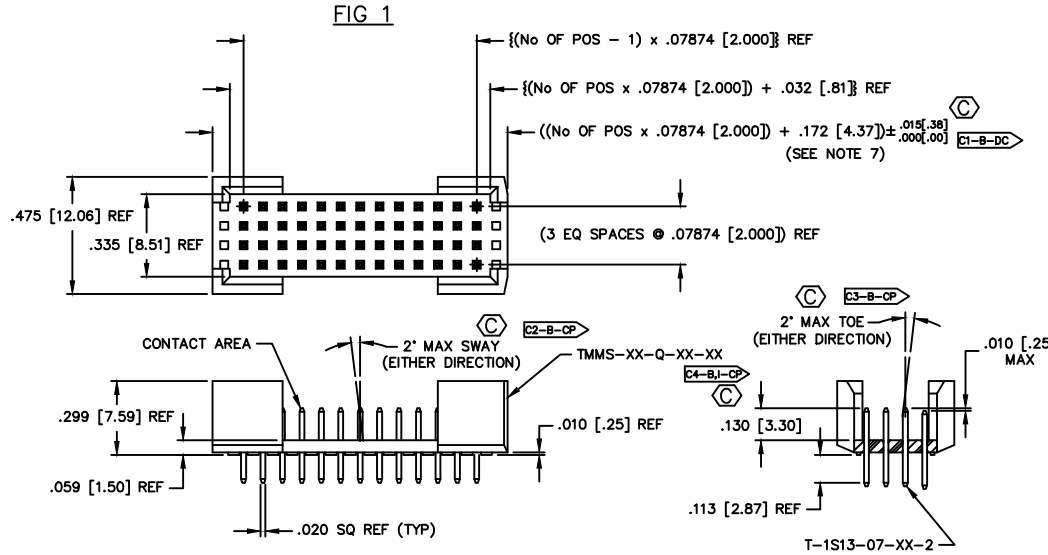 FIG 1
{(No OF POS - 1) x .07874 [2.000]} REF
{(No OF POS x .07874 [2.000]) + .032 [.81]} REF
C
((No OF POS x .07874 [2.000]) + .172 [4.37])± .015[.38] .000[.00]
C1-B-DC
(SEE NOTE 7)
.475 [12.06] REF
.335 [8.51] REF
(3 EQ SPACES @ .07874 [2.000]) REF
C
C3-B-CP
C
C2-B-CP
2° MAX TOE
(EITHER DIRECTION)
CONTACT AREA
2° MAX SWAY
(EITHER DIRECTION)
TMMS-XX-Q-XX-XX
.010 [.25
MAX
C4-B,I-CP
C
.299 [7.59] REF
.010 [.25] REF
.130 [3.30]
.059 [1.50] REF
.113 [2.87] REF
.020 SQ REF (TYP)
T-1S13-07-XX-2